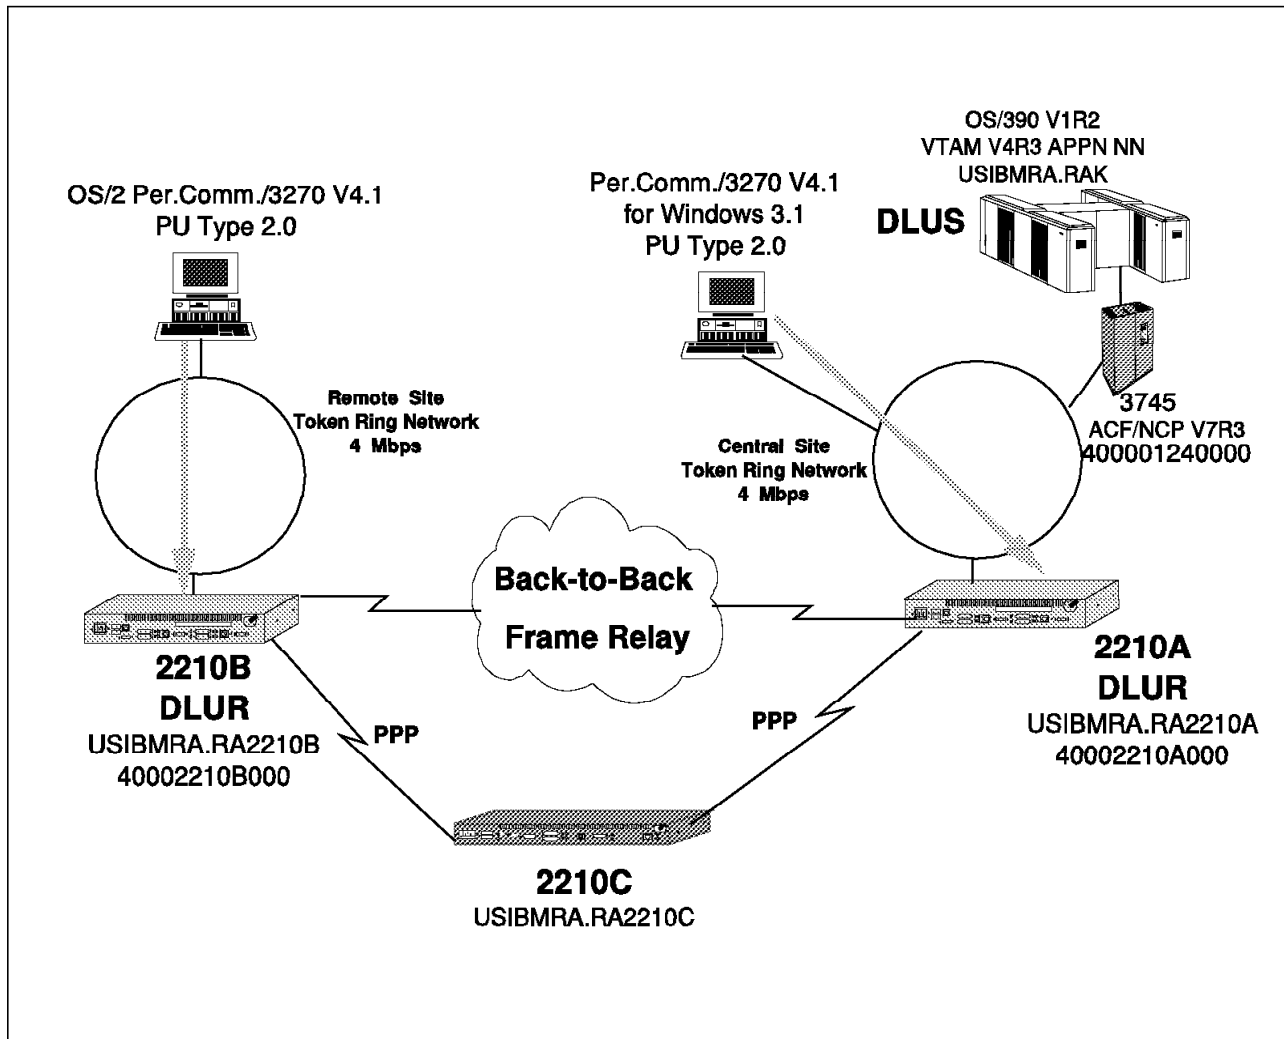 OS/390 V1R2
VTAM V4R3 APPN NN
USIBMRA.RAK
DLUS
OS/2 Per.Comm./3270 V4.1
PU Type 2.0
Per.Comm./3270 V4.1
for Windows 3.1
PU Type 2.0
3745
ACF/NCP V7R3
400001240000
Remote Site
Token Ring Network
4 Mbps
Central Site
Token Ring Network
4 Mbps
Back-to-Back
Frame Relay
2210B
DLUR
USIBMRA.RA2210B
40002210B000
2210A
DLUR
USIBMRA.RA2210A
40002210A000
PPP
PPP
2210C
USIBMRA.RA2210C